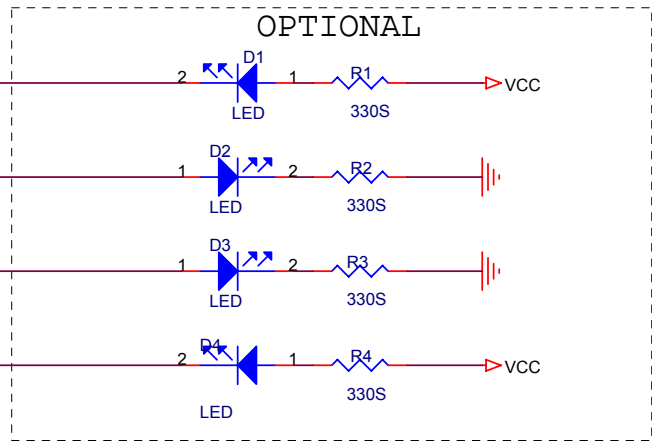 OPTIONAL
D1
2 1 R1 VCC
LED 330S
D2
1 2 R2
LED 330S
D3
1 2 R3
LED 330S
D4
2 1 R4 VCC
330S
LED